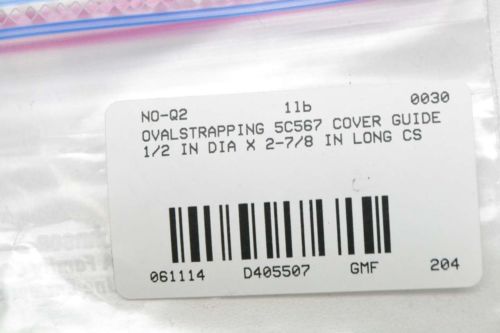 NO-Q2 1lb 0030
OVALSTRAPPING 5C567 COVER GUIDE
1/2 IN DIA X 2-7/8 IN LONG CS
061114 D405507 GMF 204